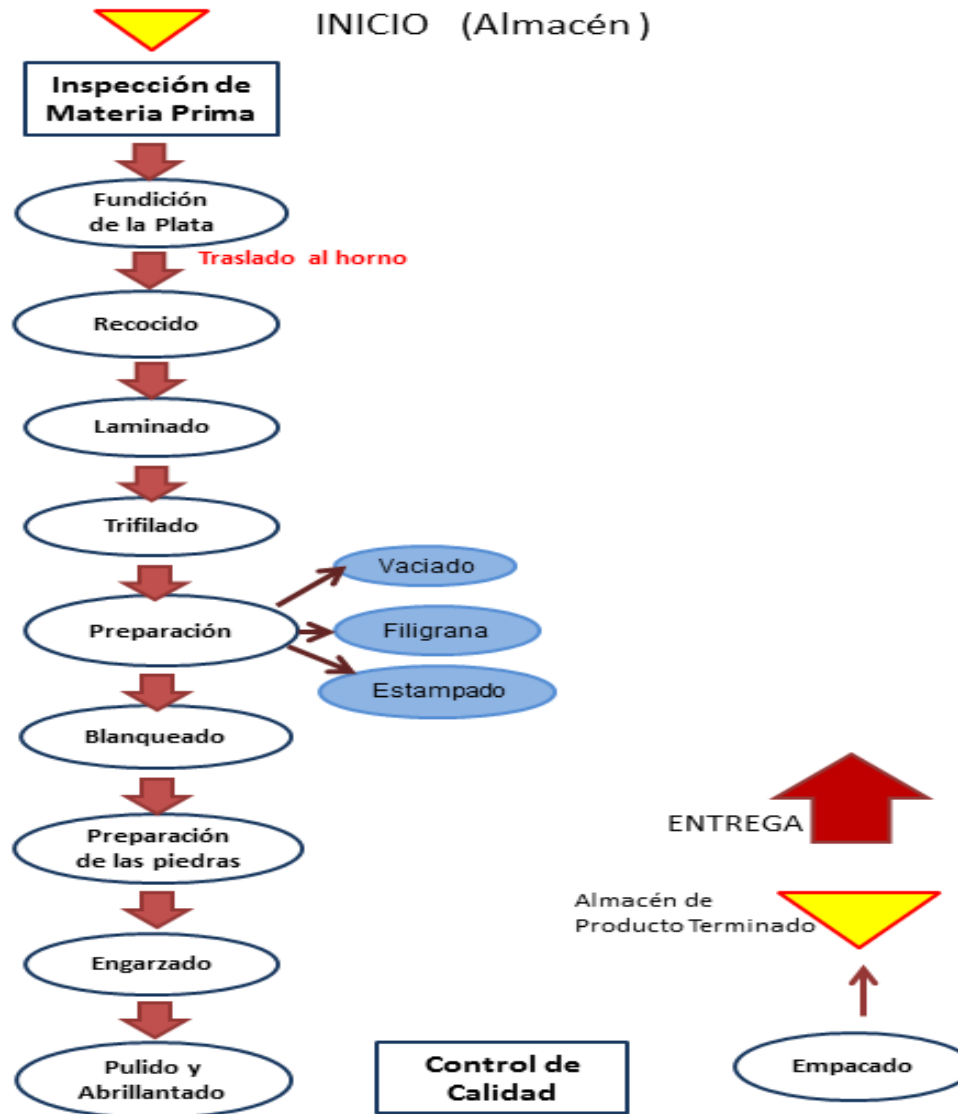 INICIO (Almacén )
Inspección de
Materia Prima
Fundición
de la Plata
Traslado al horno
Recocido
Laminado
Trifilado
Preparación
Vaciado
Filigrana
Estampado
Blanqueado
Preparación
de las piedras
Engarzado
Pulido y
Abrillantado
Control de
Calidad
Empacado
Almacén de
Producto Terminado
ENTREGA